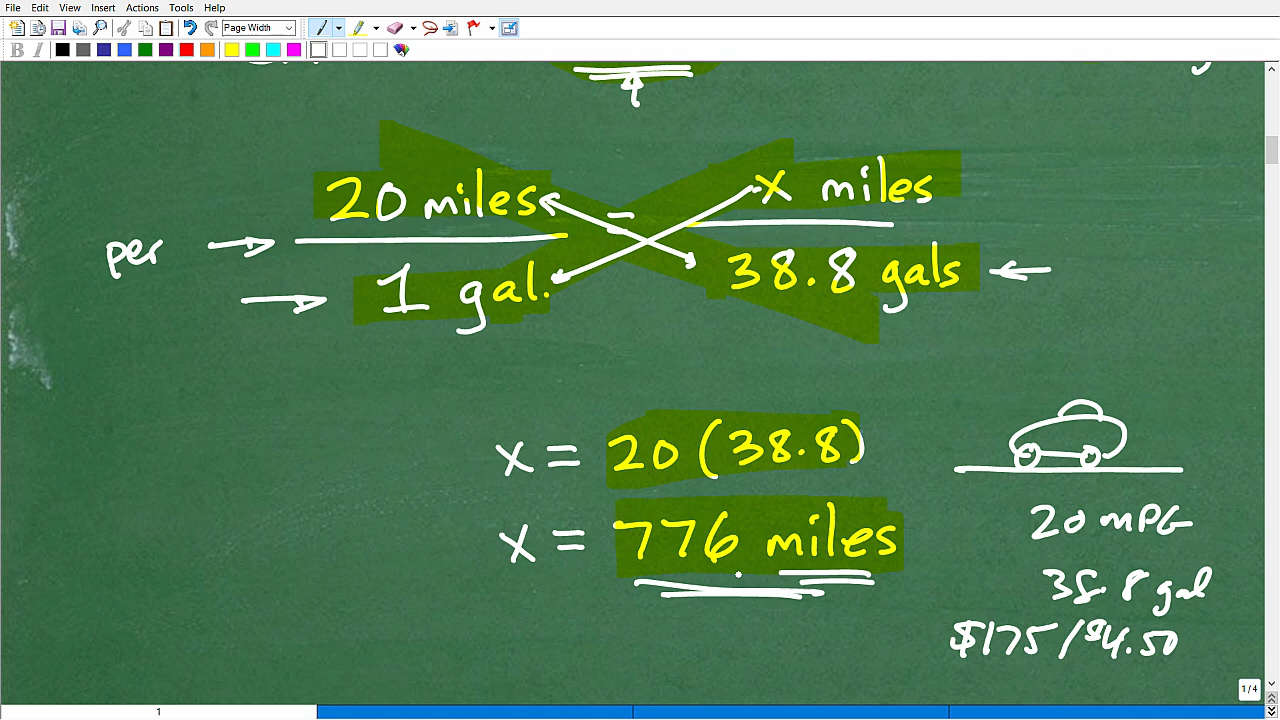 File Edit View Insert Actions Tools Help
Page Width
B I
20 miles = x miles
per
1 gal. 38.8 gals
x = 20 (38.8)
x = 776 miles
20 MPG
38.8 gal
$175/$4.50
1/4
1